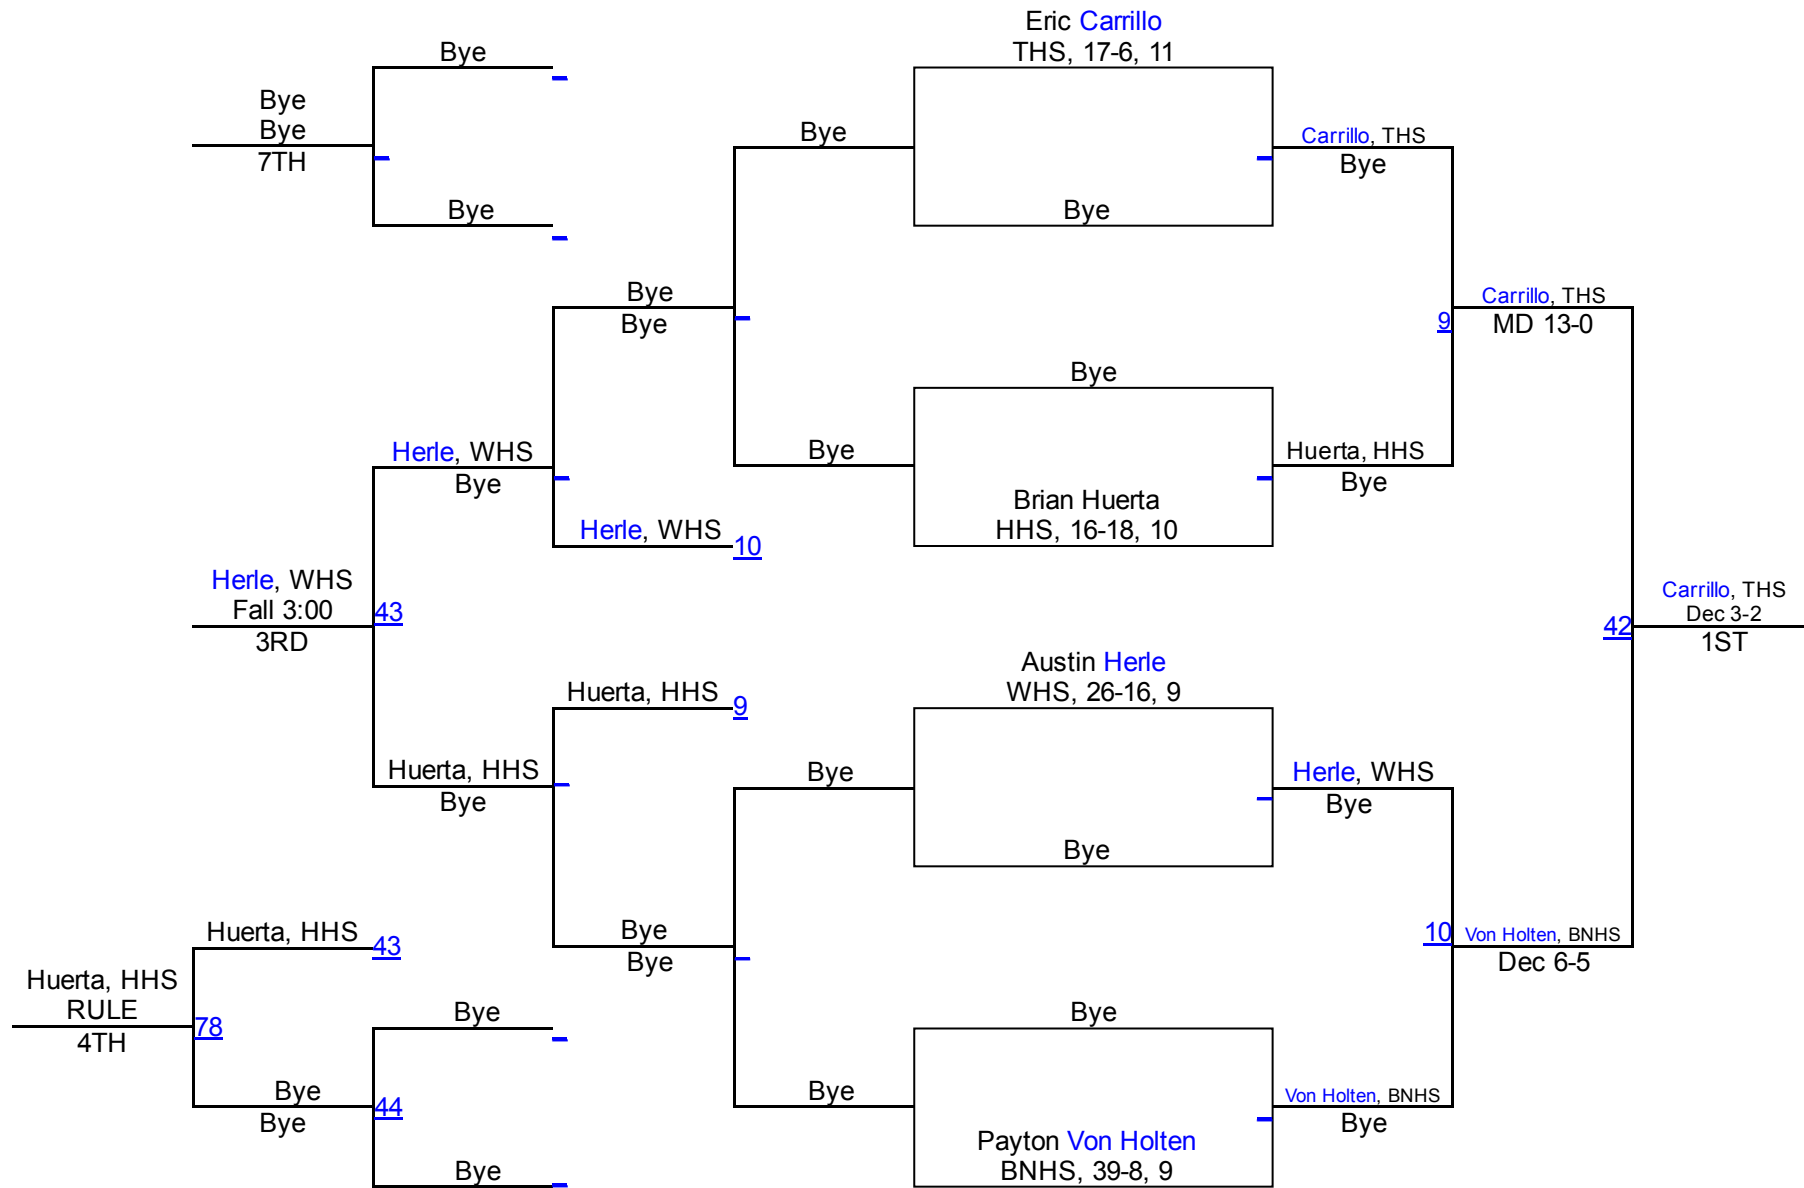 Eric Carrillo
THS, 17-6, 11
Bye
Bye
Bye
7TH
Bye
Carrillo, THS
Bye
Bye
Bye
Bye
Bye
Carrillo, THS
9
MD 13-0
Bye
Herle, WHS
Bye
Bye
Huerta, HHS
Bye
Brian Huerta
HHS, 16-18, 10
Herle, WHS
10
Herle, WHS
Fall 3:00
43
3RD
Carrillo, THS
Dec 3-2
42
1ST
Austin Herle
WHS, 26-16, 9
Huerta, HHS
9
Huerta, HHS
Bye
Bye
Herle, WHS
Bye
Bye
Huerta, HHS
43
Bye
Bye
10
Von Holten, BNHS
Dec 6-5
Huerta, HHS
RULE
78
4TH
Bye
Bye
Bye
Bye
44
Bye
Von Holten, BNHS
Bye
Payton Von Holten
BNHS, 39-8, 9
Bye